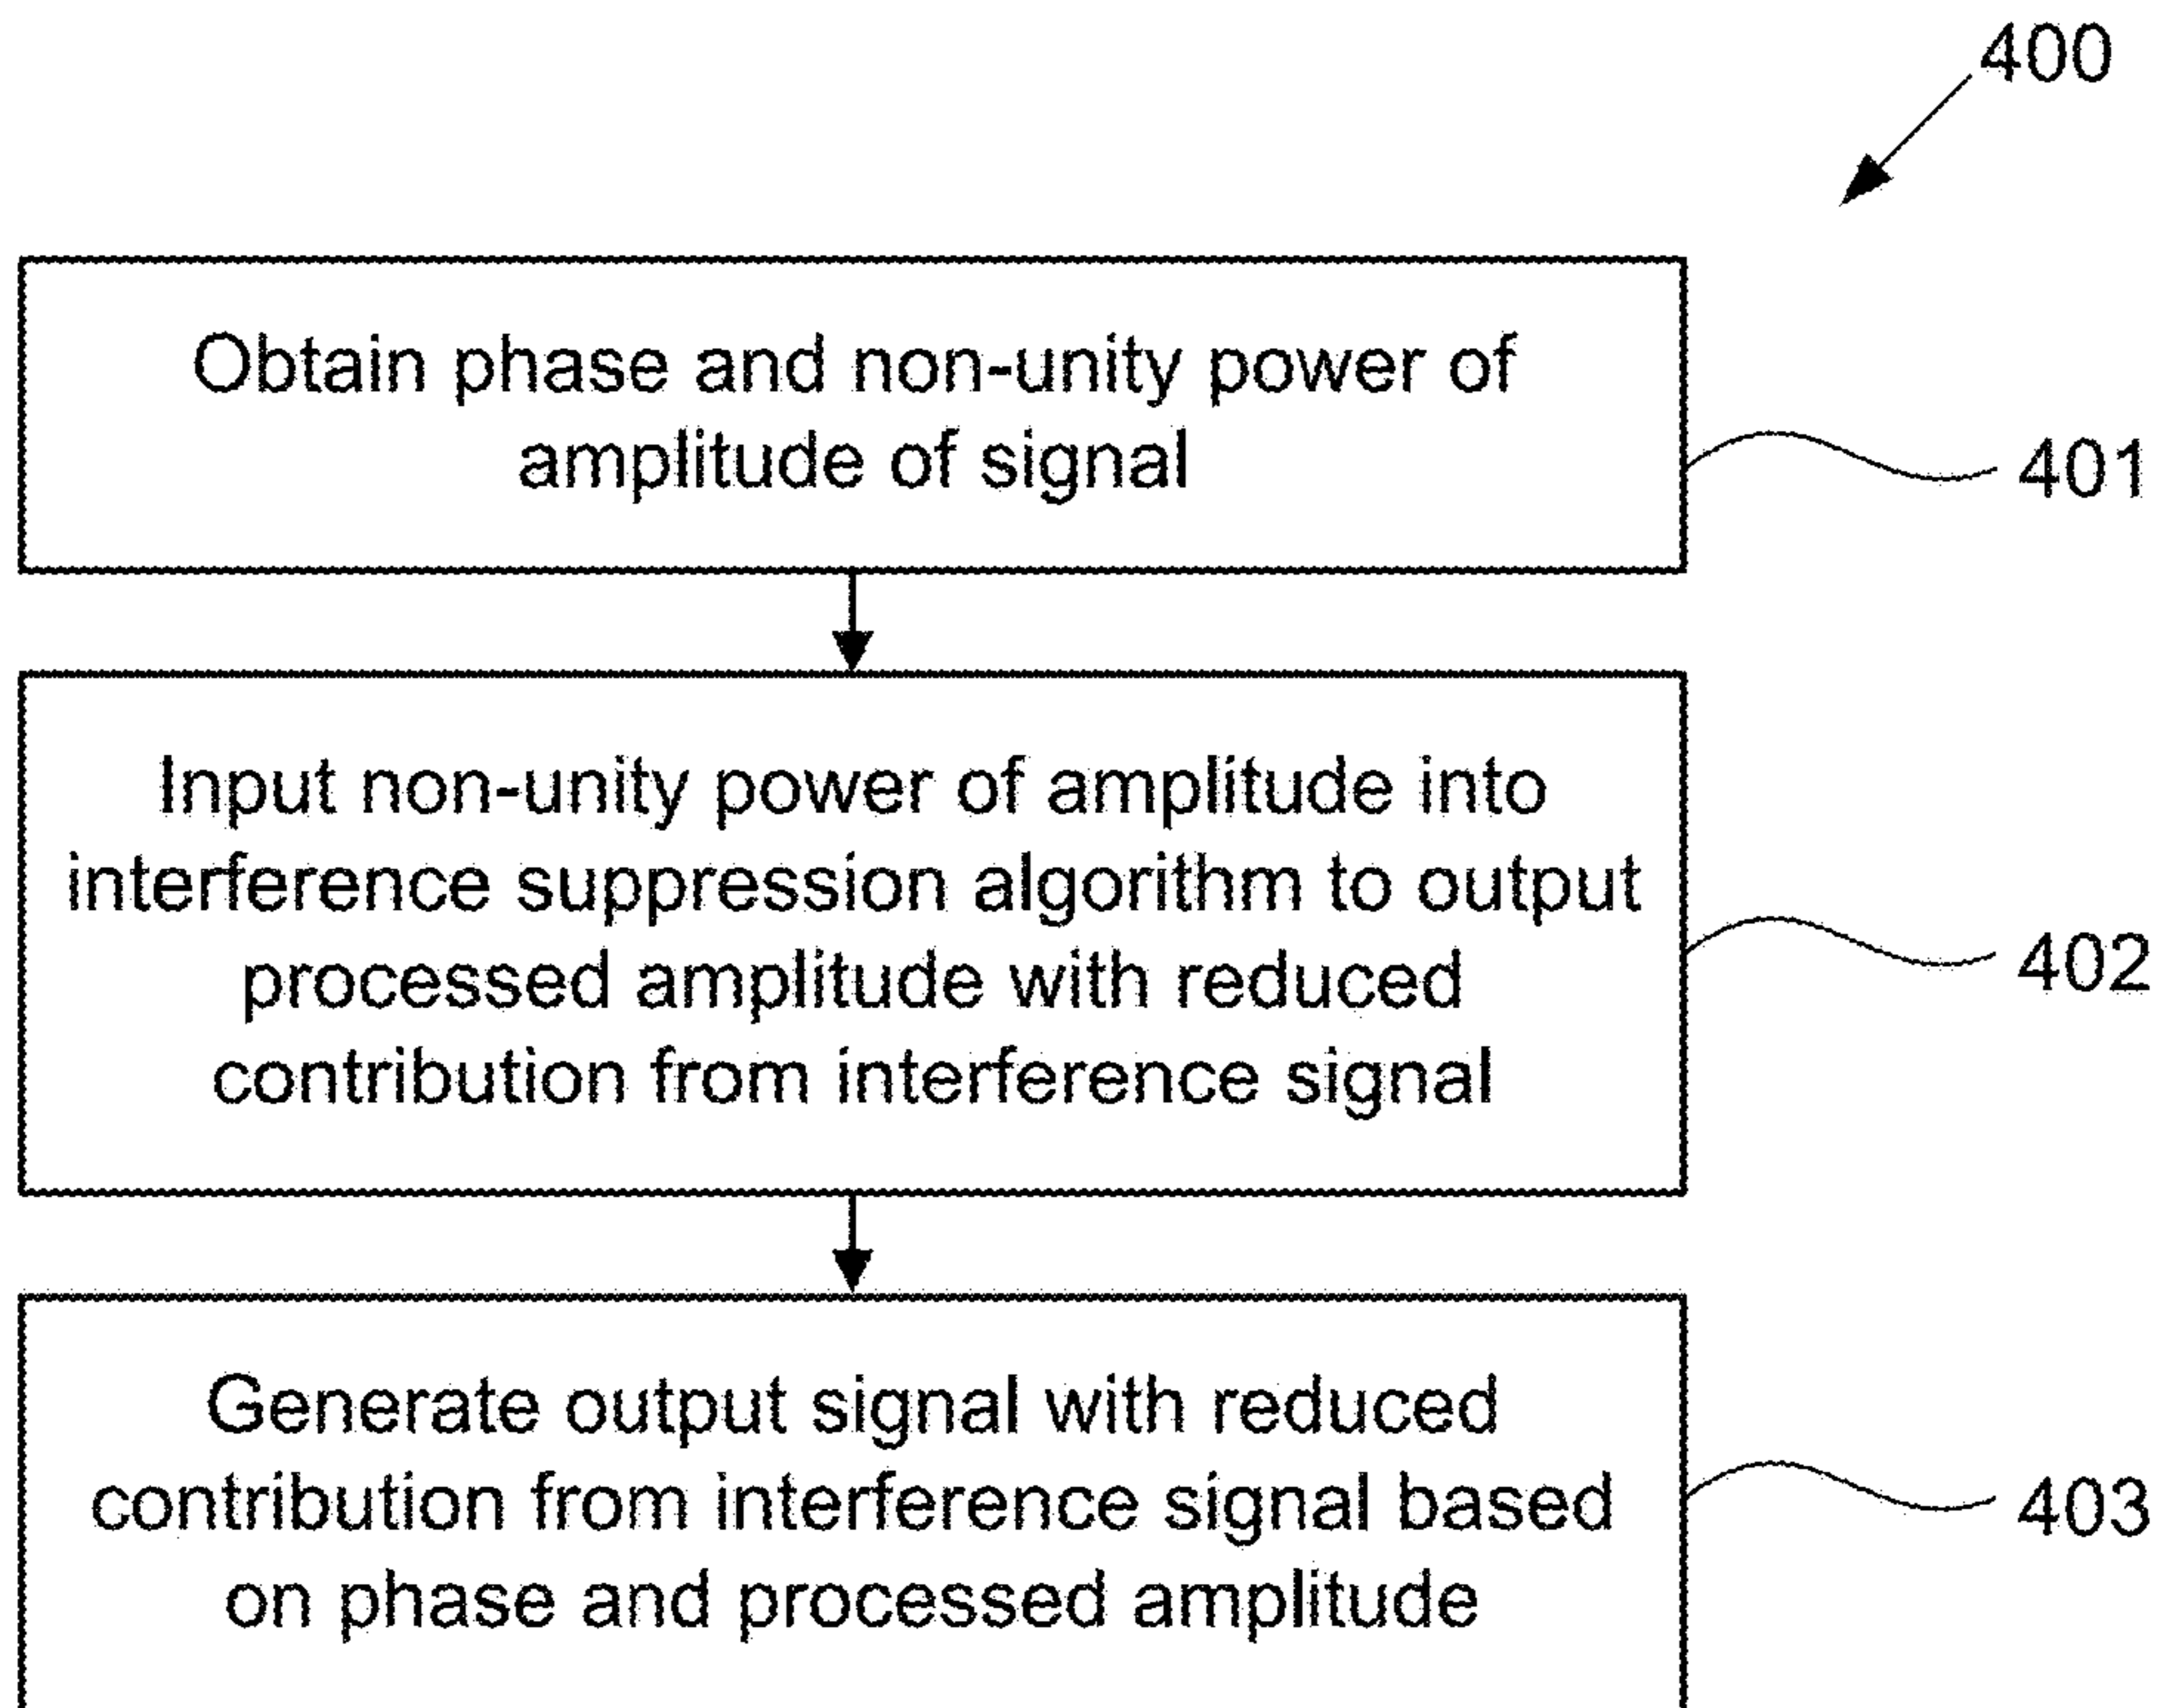 400
Obtain phase and non-unity power of
amplitude of signal
401
Input non-unity power of amplitude into
interference suppression algorithm to output
processed amplitude with reduced
contribution from interference signal
402
Generate output signal with reduced
contribution from interference signal based
on phase and processed amplitude
403